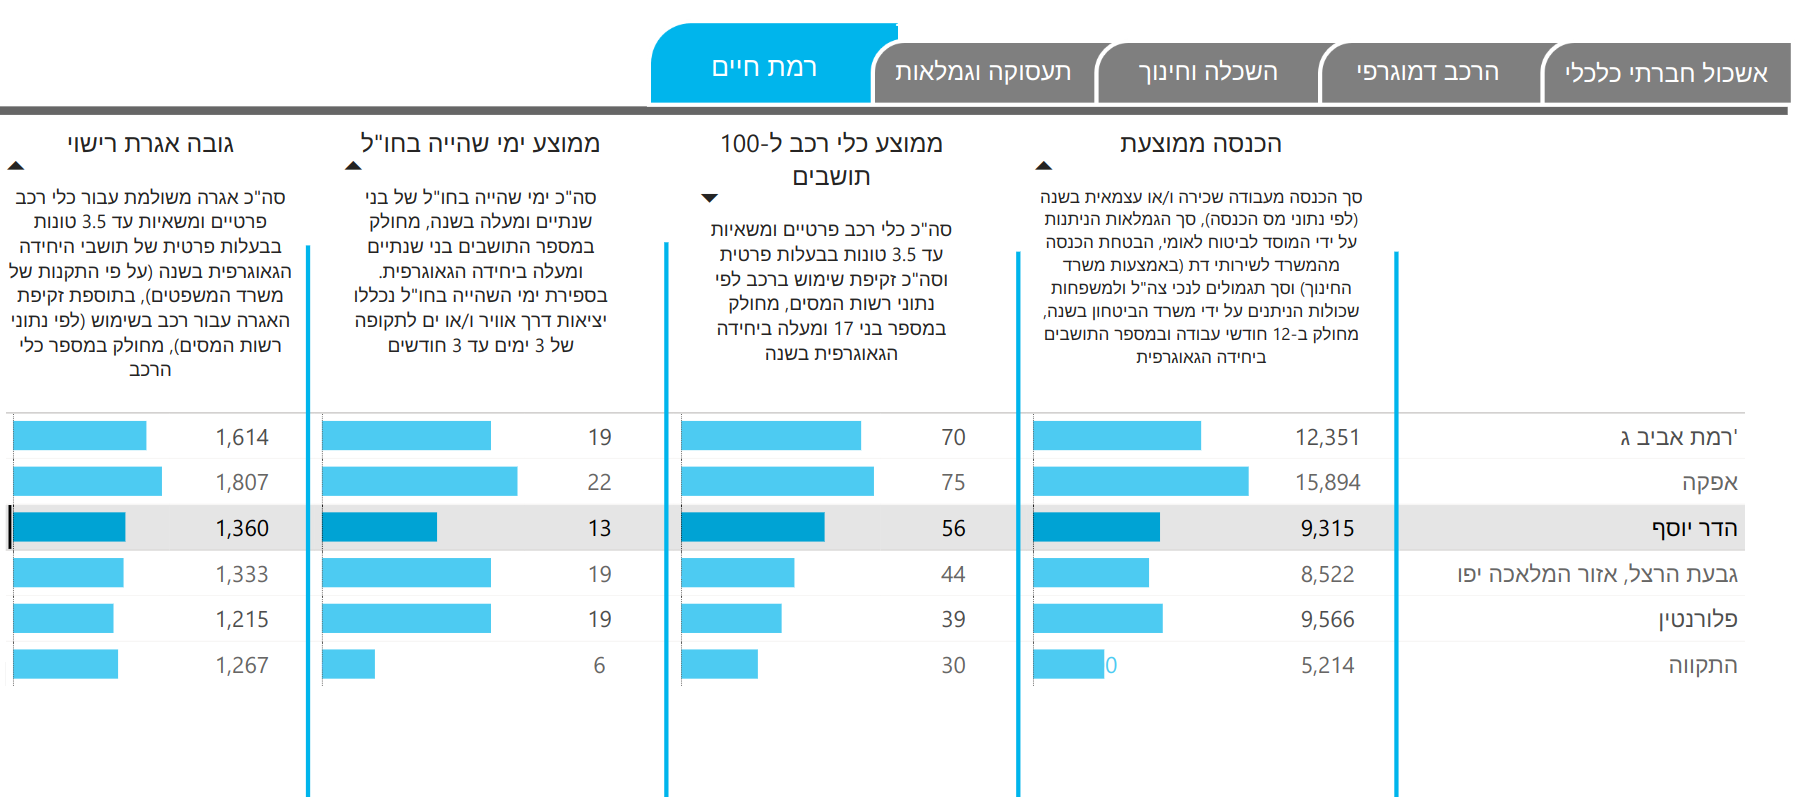 אשכול חברתי כלכלי
הרכב דמוגרפי
השכלה וחינוך
תעסוקה וגמלאות
רמת חיים
הכנסה ממוצעת
סך הכנסה מעבודה שכירה ו/או עצמאית בשנה
(לפי נתוני מס הכנסה), סך הגמלאות הניתנות
על ידי המוסד לביטוח לאומי, הבטחת הכנסה
מהמשרד לשירותי דת (באמצעות משרד
החינוך) וסך תגמולים לנכי צה"ל ולמשפחות
שכולות הניתנים על ידי משרד הביטחון בשנה,
מחולק ב-12 חודשי עבודה ובמספר התושבים
ביחידה הגאוגרפית
ממוצע כלי רכב ל-100
תושבים
סה"כ כלי רכב פרטיים ומשאיות
עד 3.5 טונות בבעלות פרטית
וסה"כ זקיפת שימוש ברכב לפי
נתוני רשות המסים, מחולק
במספר בני 17 ומעלה ביחידה
הגאוגרפית בשנה
ממוצע ימי שהייה בחו"ל
סה"כ ימי שהייה בחו"ל של בני
שנתיים ומעלה בשנה, מחולק
במספר התושבים בני שנתיים
ומעלה ביחידה הגאוגרפית.
בספירת ימי השהייה בחו"ל נכללו
יציאות דרך אוויר ו/או ים לתקופה
של 3 ימים עד 3 חודשים
גובה אגרת רישוי
סה"כ אגרה משולמת עבור כלי רכב
פרטיים ומשאיות עד 3.5 טונות
בבעלות פרטית של תושבי היחידה
הגאוגרפית בשנה (על פי התקנות של
משרד המשפטים), בתוספת זקיפת
האגרה עבור רכב בשימוש (לפי נתוני
רשות המסים), מחולק במספר כלי
הרכב
רמת אביב ג' 12,351 70 19 1,614
אפקה 15,894 75 22 1,807
הדר יוסף 9,315 56 13 1,360
גבעת הרצל, אזור המלאכה יפו 8,522 44 19 1,333
פלורנטין 9,566 39 19 1,215
התקווה 5,214 0 30 6 1,267